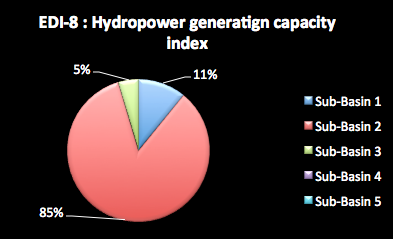 EDI-8 : Hydropower generatign capacity
index
5%
11%
85%
Sub-Basin 1
Sub-Basin 2
Sub-Basin 3
Sub-Basin 4
Sub-Basin 5